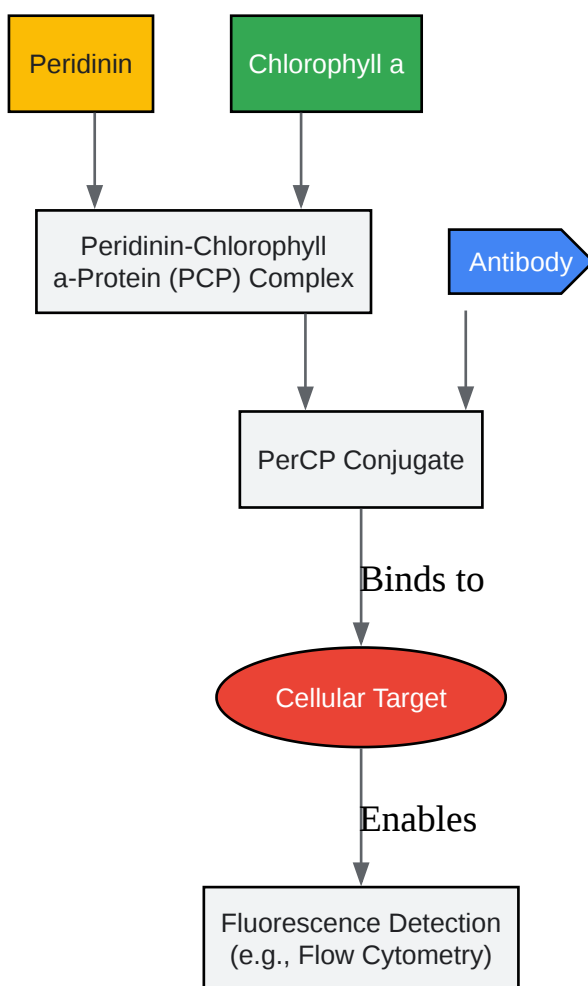 Peridinin
Chlorophyll a
Peridinin-Chlorophyll
a-Protein (PCP) Complex
Antibody
PerCP Conjugate
Binds to
Cellular Target
Enables
Fluorescence Detection
(e.g., Flow Cytometry)